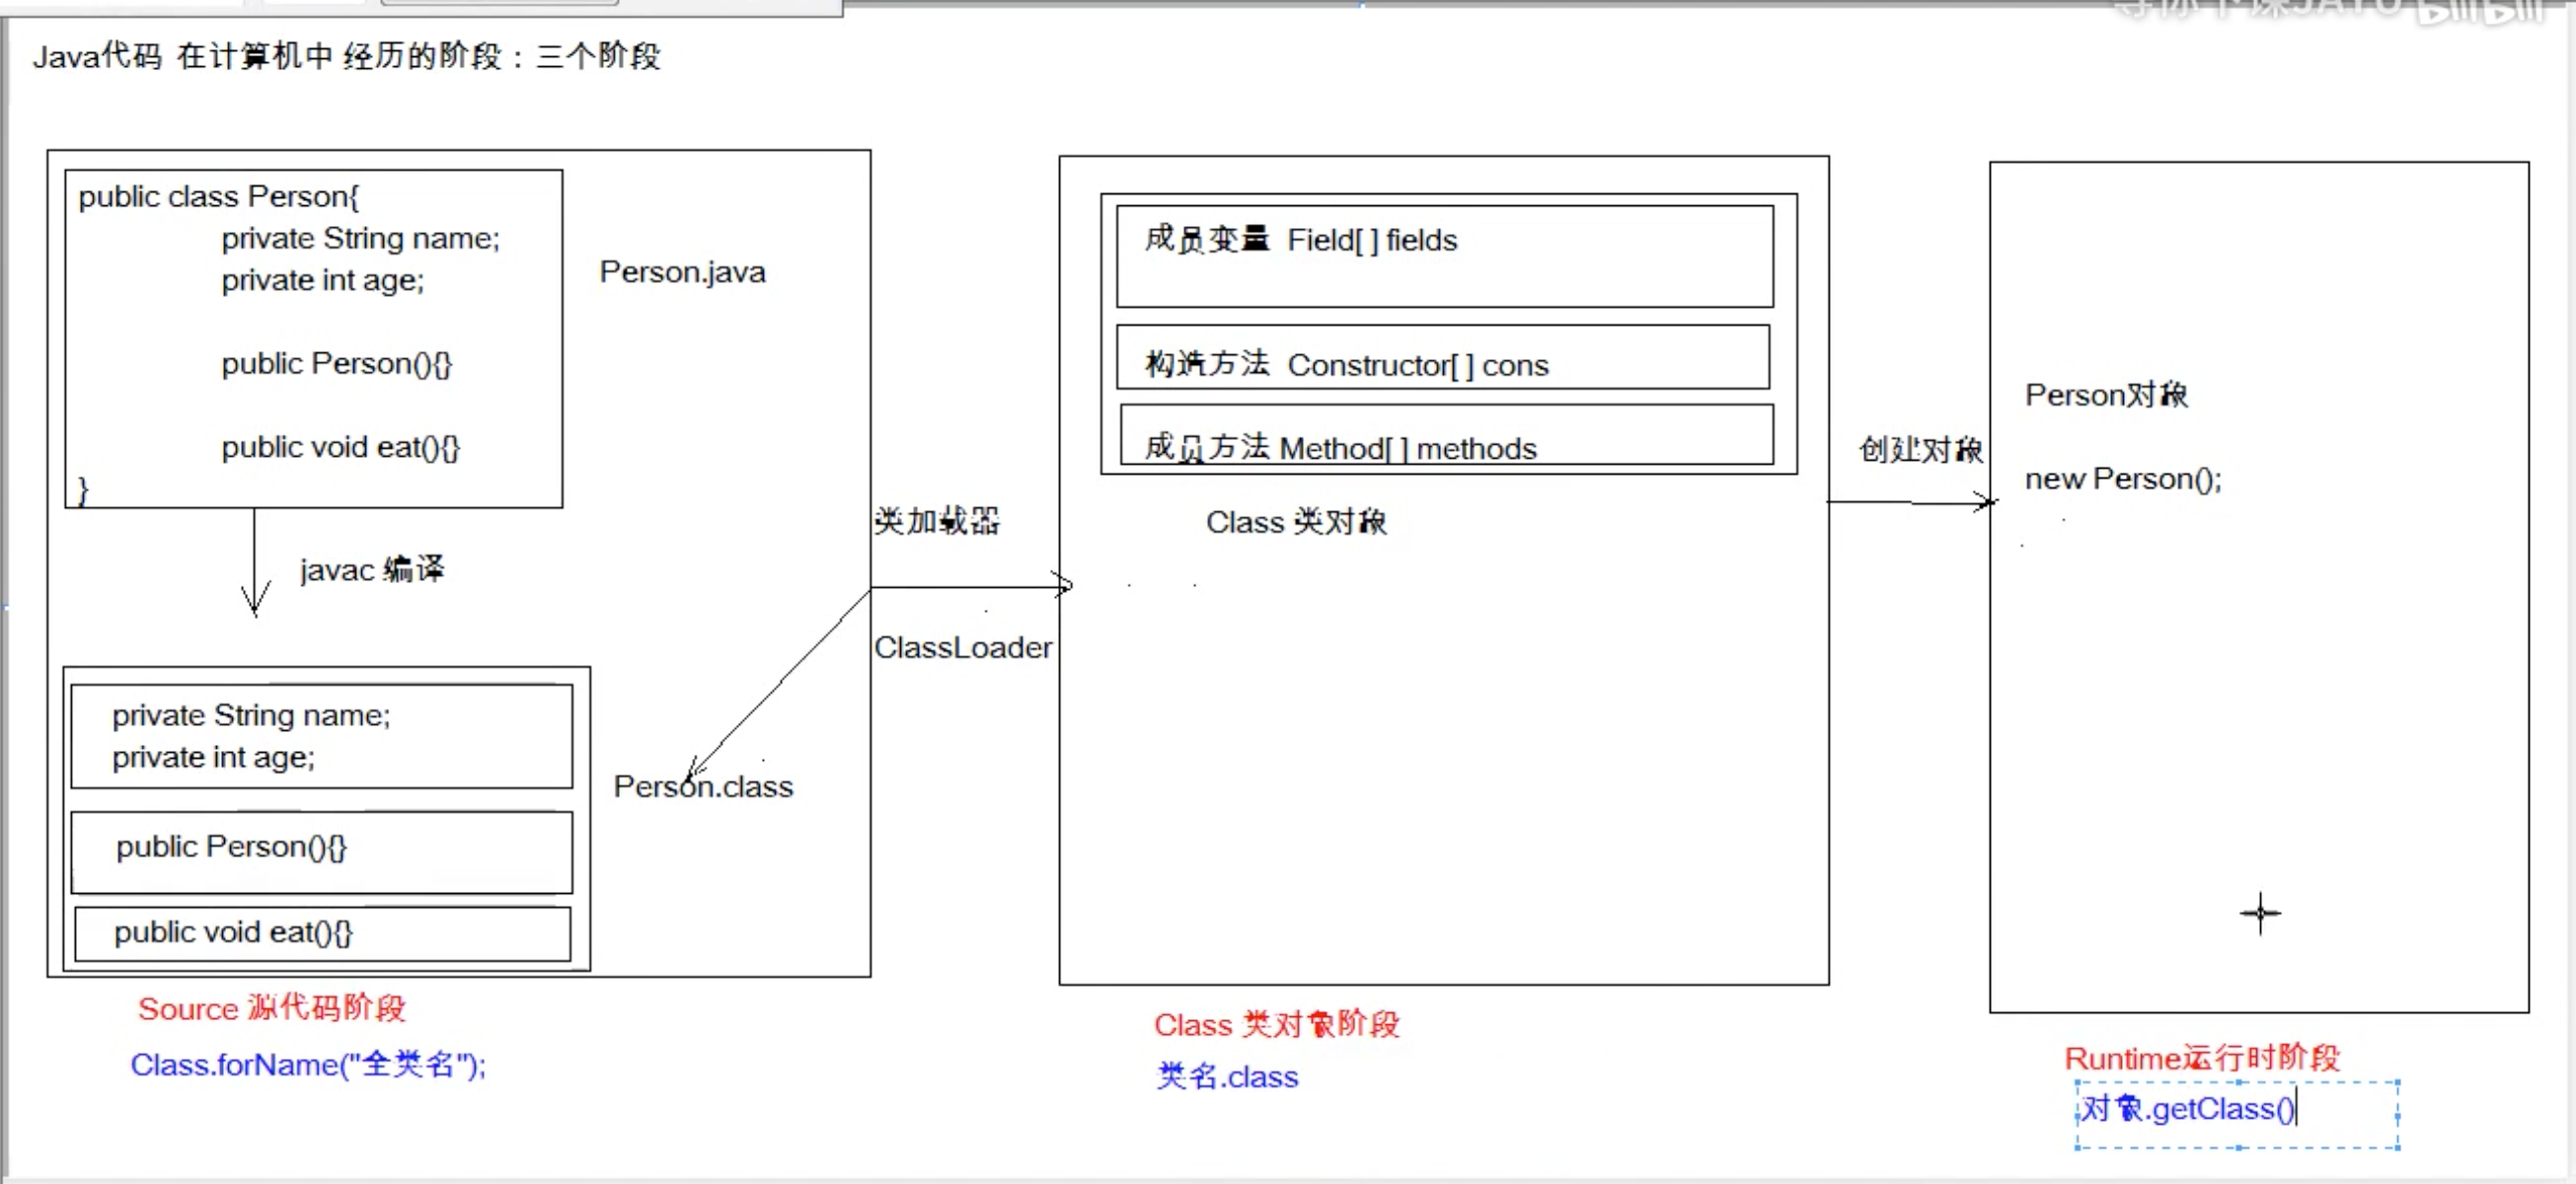 Java代码 在计算机中 经历的阶段：三个阶段
public class Person{
private String name;
private int age;
public Person(){}
public void eat(){}
}
Person.java
javac 编译
private String name;
private int age;
public Person(){}
public void eat(){}
Person.class
Source 源代码阶段
Class.forName("全类名");
类加载器
ClassLoader
成员变量 Field[ ] fields
构造方法 Constructor[ ] cons
成员方法 Method[ ] methods
Class 类对象
Class 类对象阶段
类名.class
创建对象
Person对象
new Person();
Runtime运行时阶段
对象.getClass()
bilibili